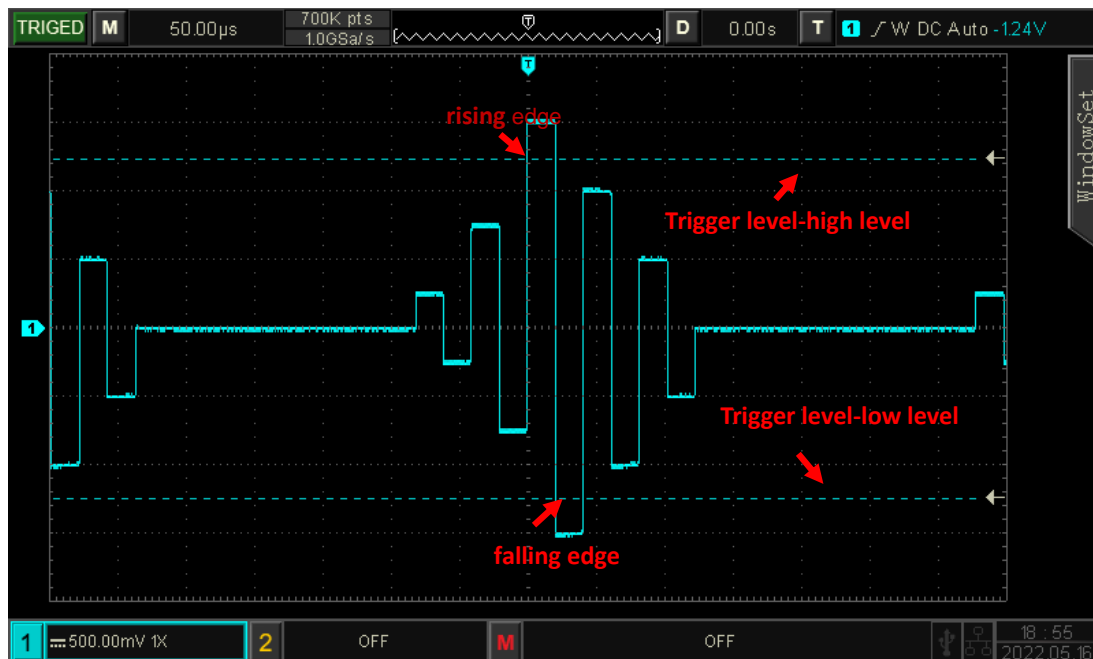 TRIGED M 50.00μs 700K pts D 0.00s T 1 W DC Auto -1.24V
1.0GSa/s
T
T
WindowSet
rising edge
Trigger level-high level
1
Trigger level-low level
falling edge
1 500.00mV 1X 2 OFF M OFF 18:55
2022.05.16